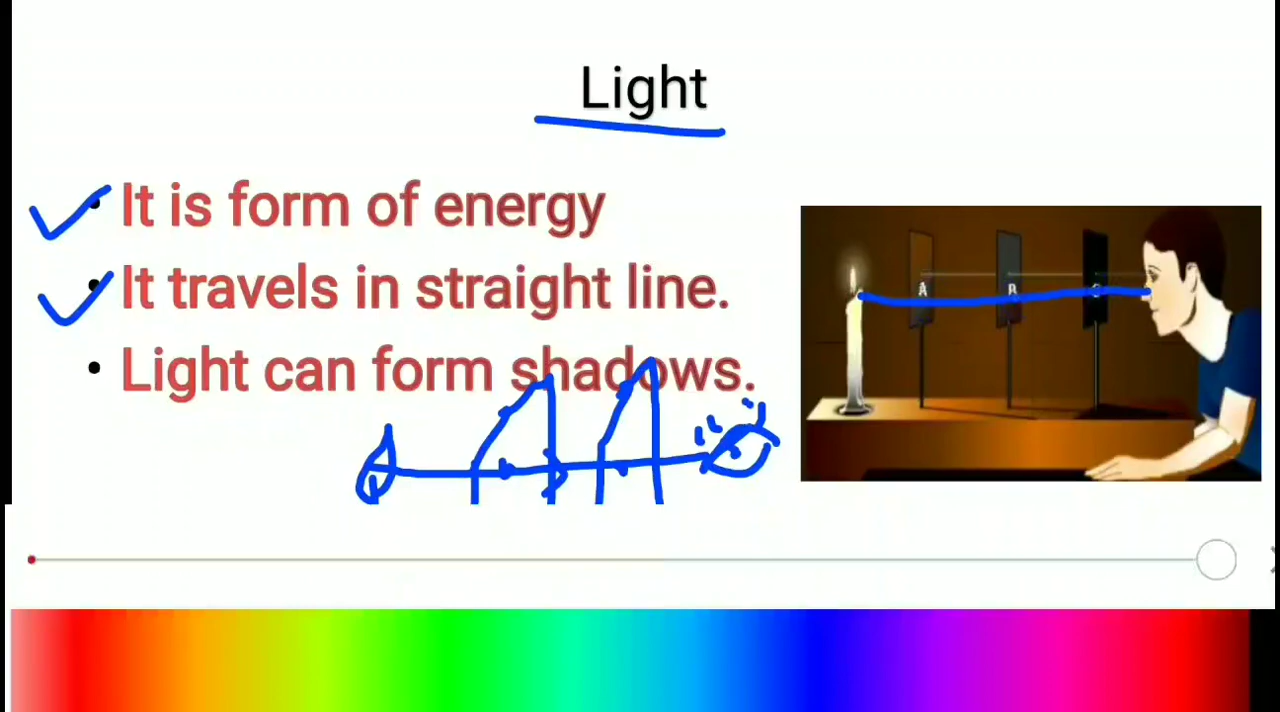 Light
• It is form of energy
• It travels in straight line.
• Light can form shadows.
A B C